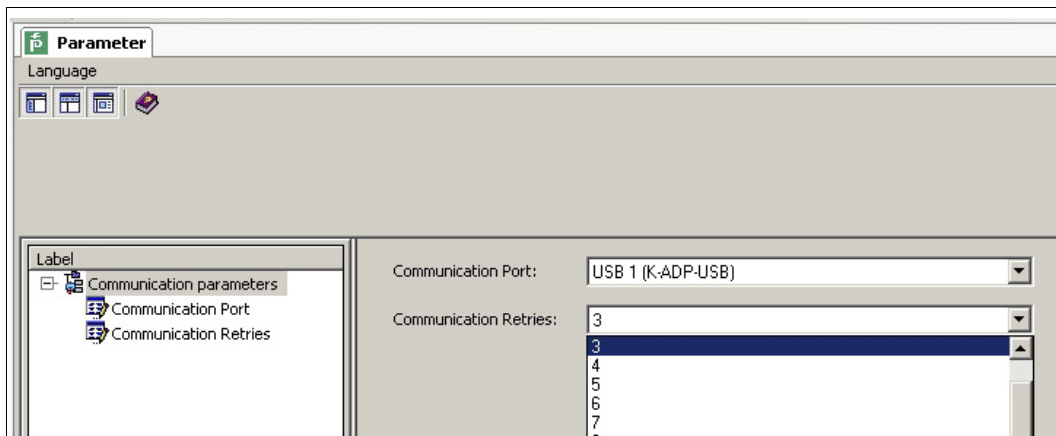 Parameter
Language
Label
Communication parameters
Communication Port
Communication Retries
Communication Port: USB 1 (K-ADP-USB)
Communication Retries: 3
3
4
5
6
7